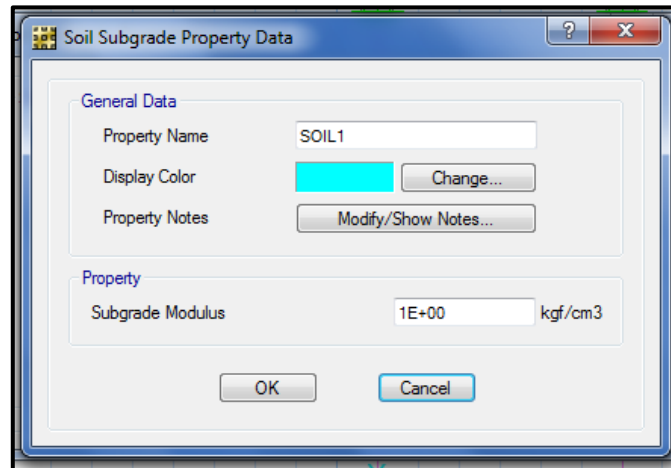 Soil Subgrade Property Data
General Data
Property Name SOIL1
Display Color Change...
Property Notes Modify/Show Notes...
Property
Subgrade Modulus 1E+00 kgf/cm3
OK Cancel